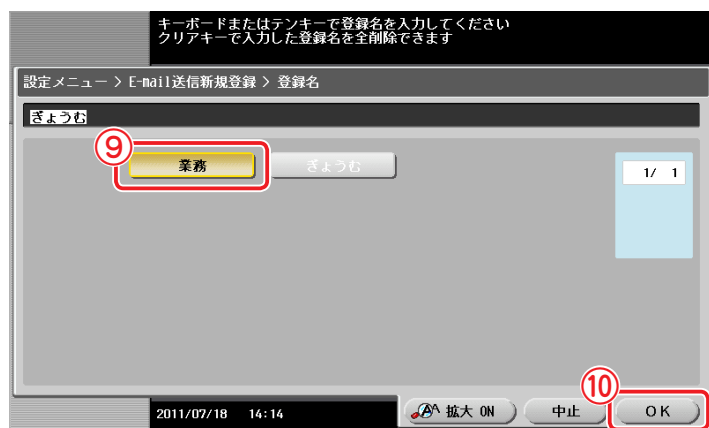 キーボードまたはテンキーで登録名を入力してください
クリアキーで入力した登録名を全削除できます
設定メニュー > E-mail送信新規登録 > 登録名
ぎょうむ
⑨
業務 ぎょうむ
1/ 1
⑩
2011/07/18 14:14 拡大 ON 中止 OK